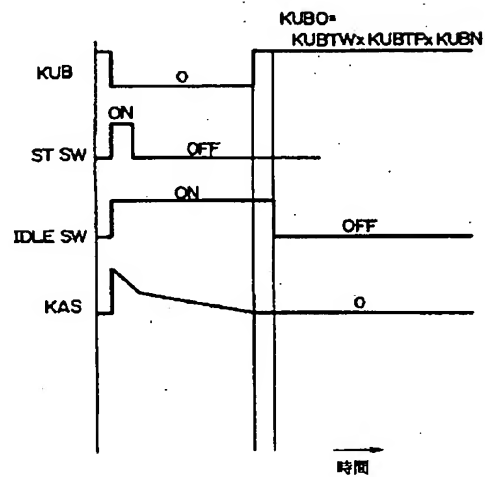 KUBO=
KUBTW×KUBTP×KUBN
KUB
O
ON
ST SW
OFF
ON
IDLE SW
OFF
KAS
O
時間